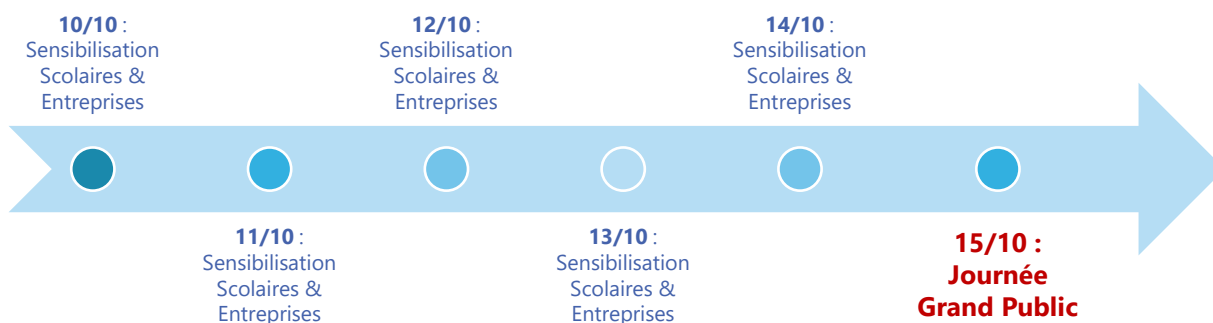 10/10 :
Sensibilisation
Scolaires &
Entreprises
11/10 :
Sensibilisation
Scolaires &
Entreprises
12/10 :
Sensibilisation
Scolaires &
Entreprises
13/10 :
Sensibilisation
Scolaires &
Entreprises
14/10 :
Sensibilisation
Scolaires &
Entreprises
15/10 :
Journée
Grand Public